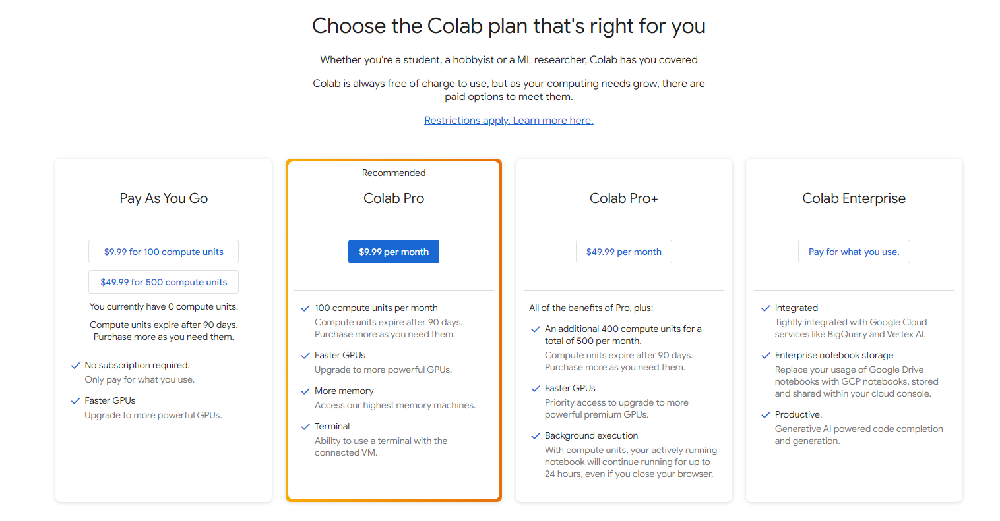 Choose the Colab plan that's right for you
Whether you're a student, a hobbyist or a ML researcher, Colab has you covered
Colab is always free of charge to use, but as your computing needs grow, there are
paid options to meet them.
Restrictions apply. Learn more here.
Pay As You Go
$9.99 for 100 compute units
$49.99 for 500 compute units
You currently have 0 compute units.
Compute units expire after 90 days.
Purchase more as you need them.
No subscription required.
Only pay for what you use.
Faster GPUs
Upgrade to more powerful GPUs.
Recommended
Colab Pro
$9.99 per month
100 compute units per month
Compute units expire after 90 days.
Purchase more as you need them.
Faster GPUs
Upgrade to more powerful GPUs.
More memory
Access our highest memory machines.
Terminal
Ability to use a terminal with the
connected VM.
Colab Pro+
$49.99 per month
All of the benefits of Pro, plus:
An additional 400 compute units for a
total of 500 per month.
Compute units expire after 90 days.
Purchase more as you need them.
Faster GPUs
Priority access to upgrade to more
powerful premium GPUs.
Background execution
With compute units, your actively running
notebook will continue running for up to
24 hours, even if you close your browser.
Colab Enterprise
Pay for what you use.
Integrated
Tightly integrated with Google Cloud
services like BigQuery and Vertex AI.
Enterprise notebook storage
Replace your usage of Google Drive
notebooks with GCP notebooks, stored
and shared within your cloud console.
Productive.
Generative AI powered code completion
and generation.